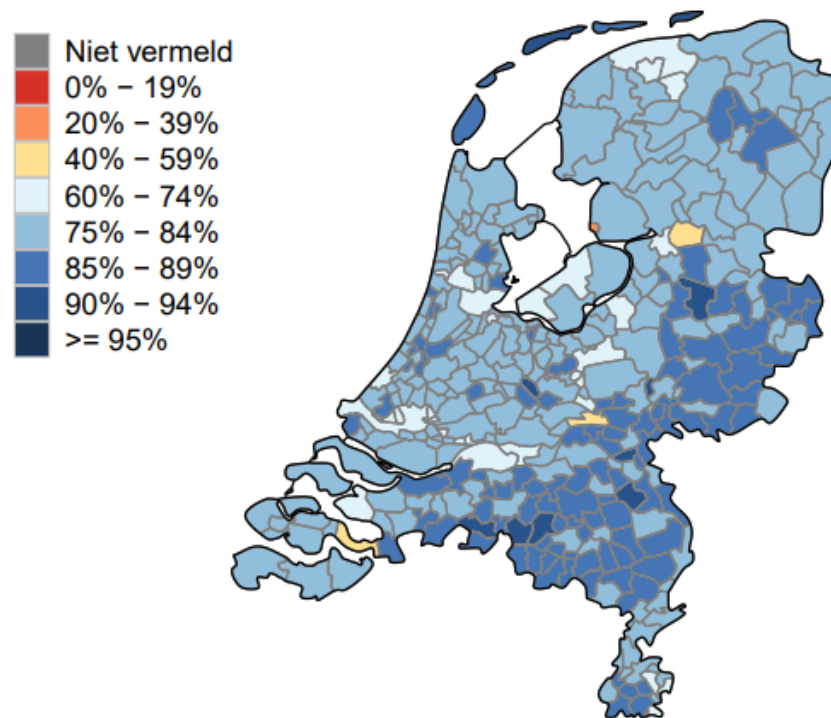 Niet vermeld
0% − 19%
20% − 39%
40% − 59%
60% − 74%
75% − 84%
85% − 89%
90% − 94%
>= 95%